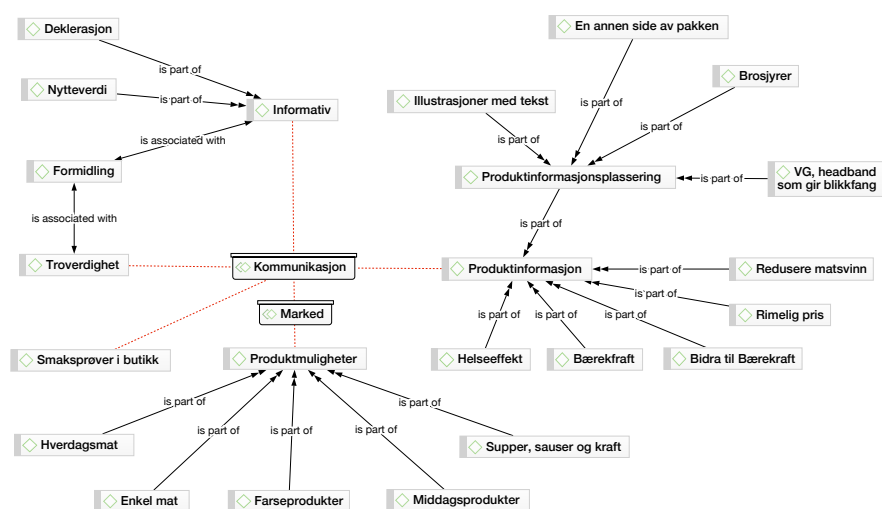 En annen side av pakken
Deklerasjon
is part of
Brosjyrer
Nytteverdi
is part of
Illustrasjoner med tekst
is part of
Informativ
is part of
is part of
is associated with
is part of
Formidling
Produktinformasjonsplassering
is part of
VG, headband
som gir blikkfang
is associated with
is part of
Troverdighet
Kommunikasjon
Produktinformasjon
is part of
Redusere matsvinn
is part of
Rimelig pris
Marked
is part of
is part of
is part of
Smaksprøver i butikk
Produktmuligheter
Helseeffekt
Bærekfraft
Bidra til Bærekraft
is part of
is part of
is part of
is part of
is part of
Hverdagsmat
Supper, sauser og kraft
Enkel mat
Farseprodukter
Middagsprodukter